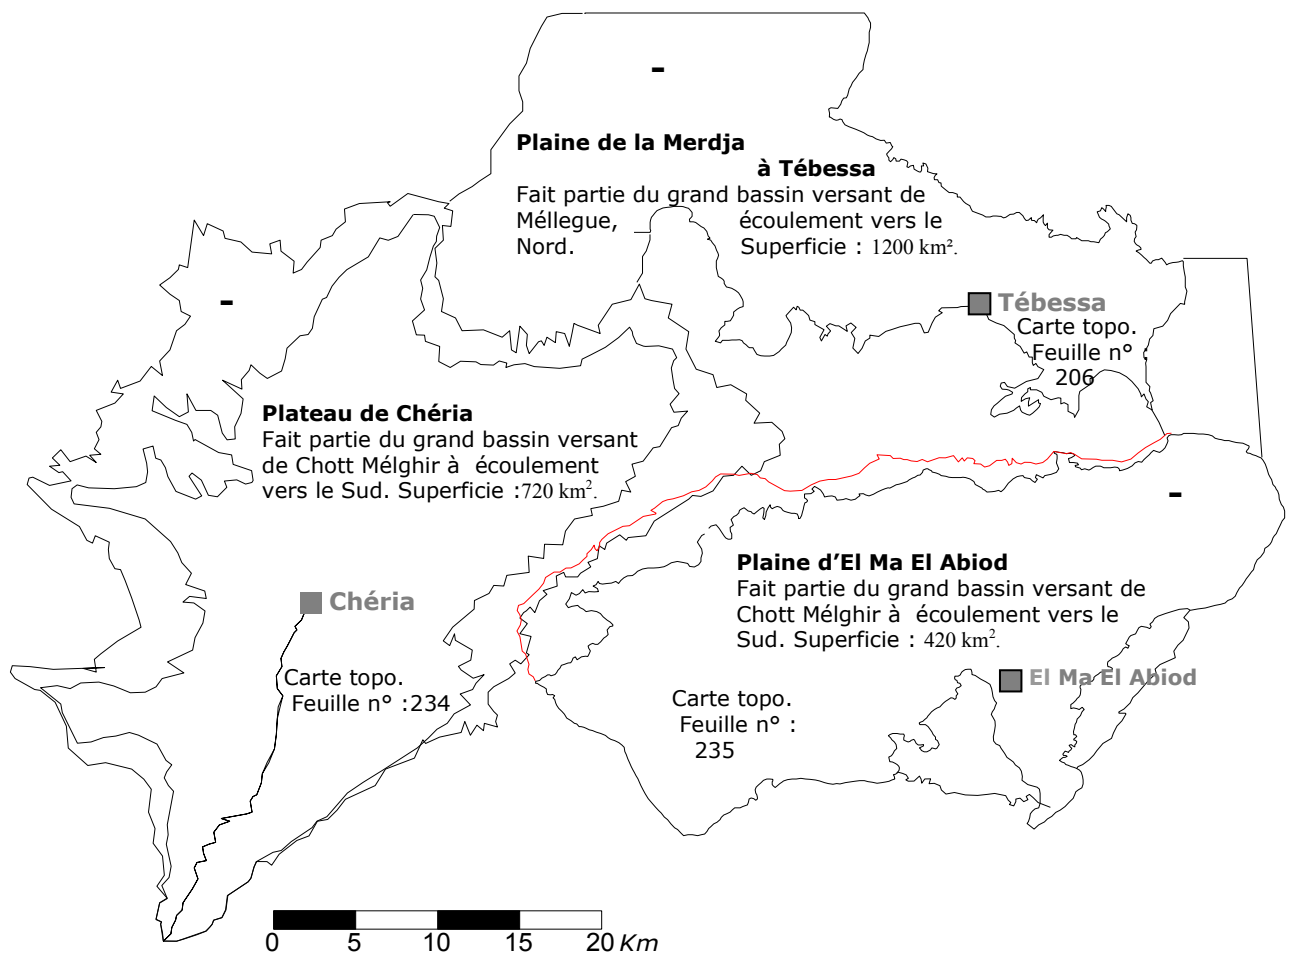 -
Plaine de la Merdja
à Tébessa
Fait partie du grand bassin versant de
Méllegue, écoulement vers le
Nord. Superficie : 1200 km².
-
Tébessa
Carte topo.
Feuille n°
206
Plateau de Chéria
Fait partie du grand bassin versant
de Chott Mélghir à écoulement
vers le Sud. Superficie :720 km².
-
Plaine d'El Ma El Abiod
Fait partie du grand bassin versant de
Chott Mélghir à écoulement vers le
Sud. Superficie : 420 km².
Chéria
Carte topo.
Feuille n° :234
El Ma El Abiod
Carte topo.
Feuille n° :
235
0 5 10 15 20 Km